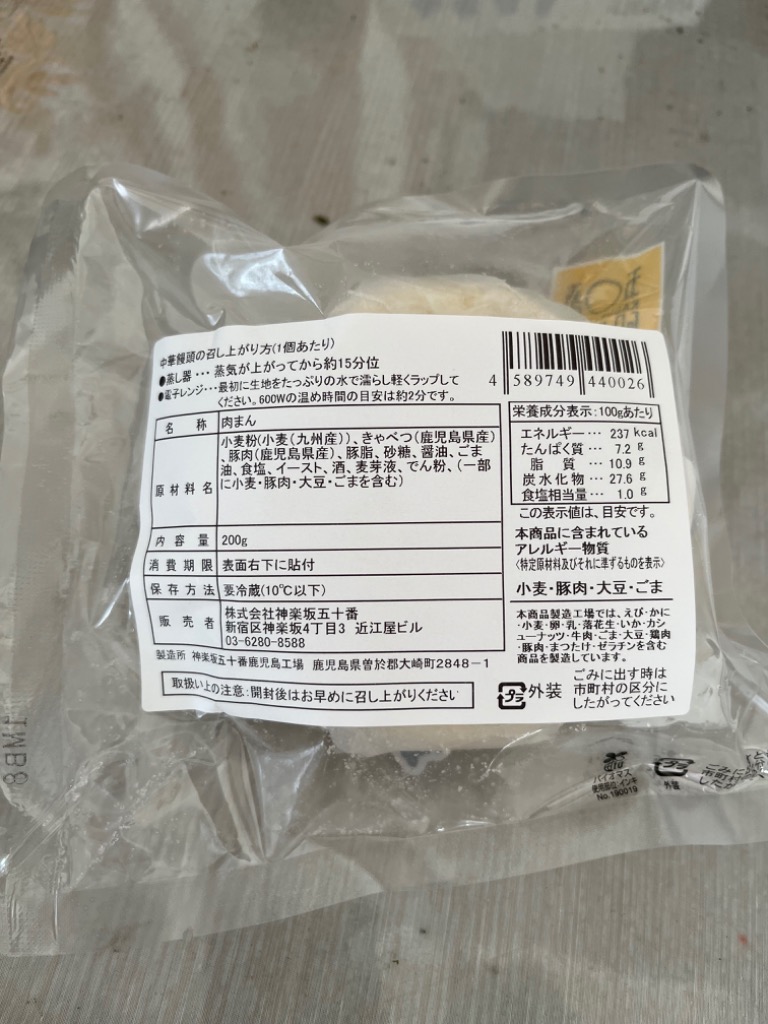 中華饅頭の召し上がり方(1個あたり)
●蒸し器・・・蒸気が上がってから約15分位
●電子レンジ・・・最初に生地をたっぷりの水で濡らし軽くラップして
ください。600Wの温め時間の目安は約2分です。
4 589749 440026
名称 肉まん
原材料名 小麦粉(小麦(九州産))、きゃべつ(鹿児島県産)
、豚肉(鹿児島県産)、豚脂、砂糖、醤油、ごま
油、食塩、イースト、酒、麦芽液、でん粉、(一部
に小麦・豚肉・大豆・ごまを含む)
内容量 200g
消費期限 表面右下に貼付
保存方法 要冷蔵(10℃以下)
販売者 株式会社神楽坂五十番
新宿区神楽坂4丁目3 近江屋ビル
03-6280-8588
製造所 神楽坂五十番鹿児島工場 鹿児島県曽於郡大崎町2848-1
取扱い上の注意:開封後はお早めに召し上がりください
栄養成分表示:100gあたり
エネルギー・・・ 237 kcal
たんぱく質・・・ 7.2 g
脂質・・・ 10.9 g
炭水化物・・・ 27.6 g
食塩相当量・・・ 1.0 g
この表示値は、目安です。
本商品に含まれている
アレルギー物質
〈特定原材料及びそれに準ずるものを表示〉
小麦・豚肉・大豆・ごま
本商品製造工場では、えび・かに
・小麦・卵・乳・落花生・いか・カシ
ューナッツ・牛肉・ごま・大豆・鶏肉
・豚肉・まつたけ・ゼラチンを含む
商品を製造しています。
プラ 外装
ごみに出す時は
市町村の区分に
したがってください
バイオマス
使用部位:インキ
No.190019
プラ
外装